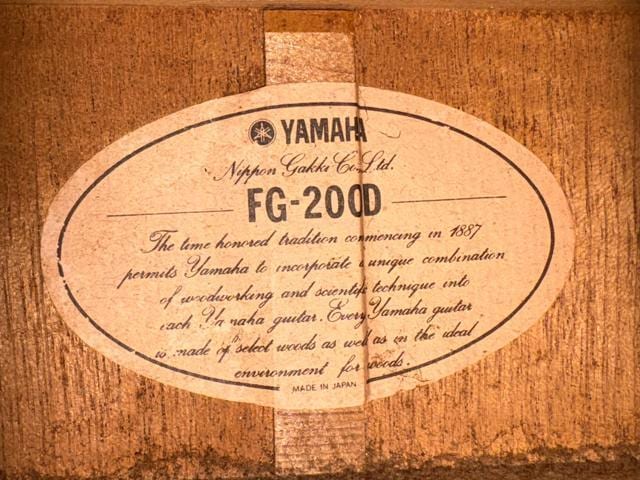 YAMAHA
Nippon Gakki Co. Ltd.
FG-200D
The time honored tradition commencing in 1887
permits Yamaha to incorporate unique combination
of woodworking and scientific technique into
each Yamaha guitar. Every Yamaha guitar
is made of select woods as well as in the ideal
environment for woods.
MADE IN JAPAN